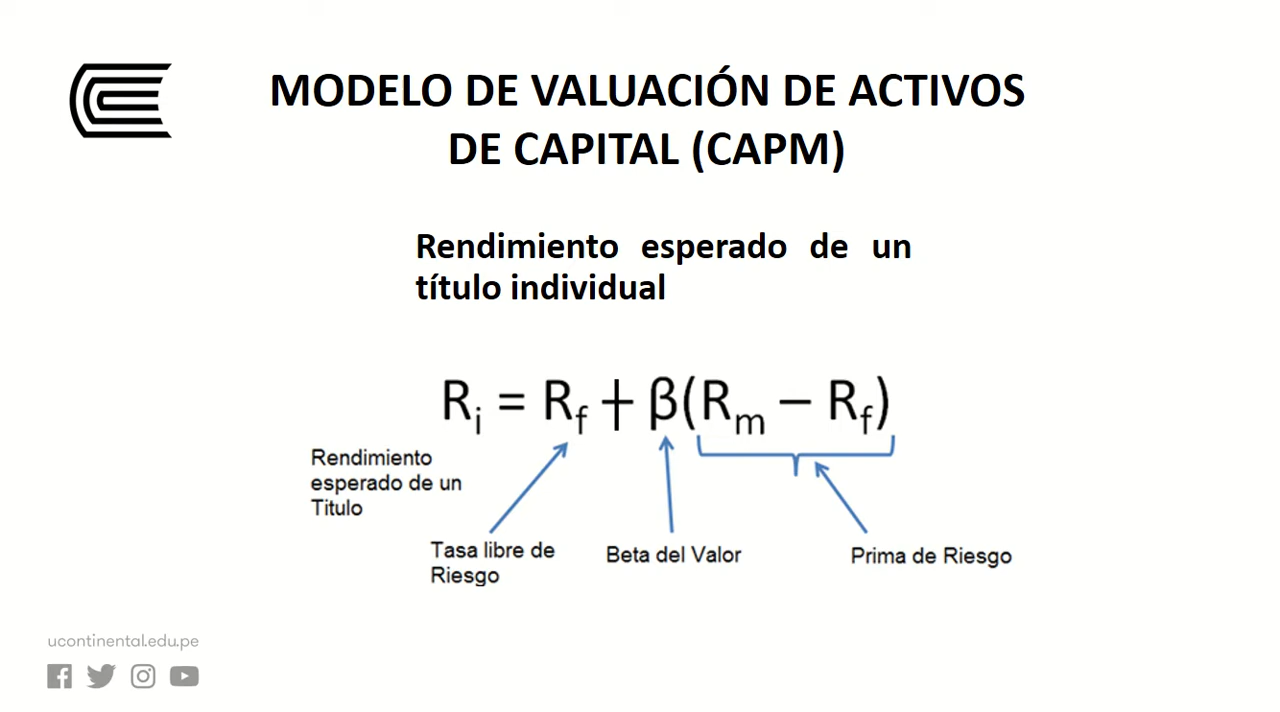 MODELO DE VALUACIÓN DE ACTIVOS
DE CAPITAL (CAPM)
Rendimiento esperado de un
título individual
Rᵢ = R_f + β(R_m − R_f)
Rendimiento
esperado de un
Titulo
Tasa libre de
Riesgo
Beta del Valor
Prima de Riesgo
ucontinental.edu.pe